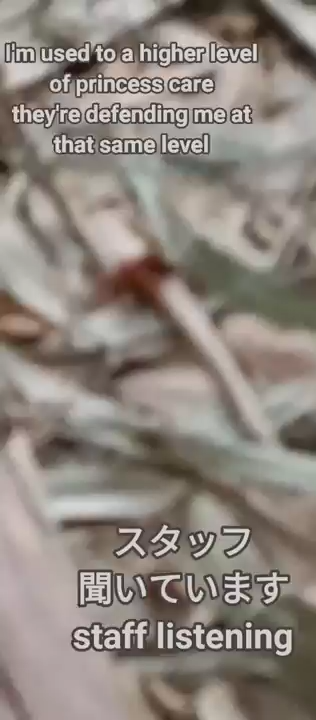 I'm used to a higher level
of princess care
they're defending me at
that same level
スタッフ
聞いています
staff listening